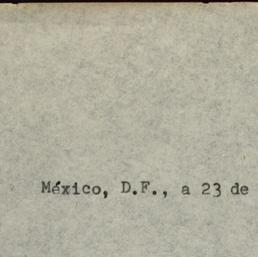 México, D.F., a 23 de